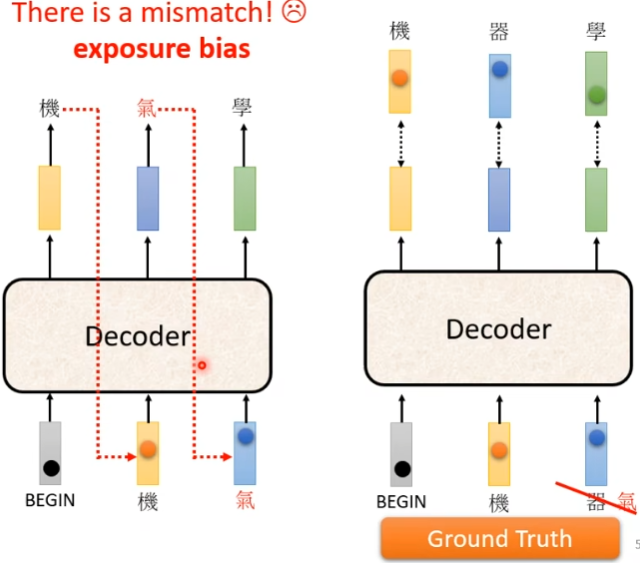 There is a mismatch! ☹
exposure bias
機 氣 學
Decoder
BEGIN 機 氣
機 器 學
Decoder
BEGIN 機 器 氣
Ground Truth
5